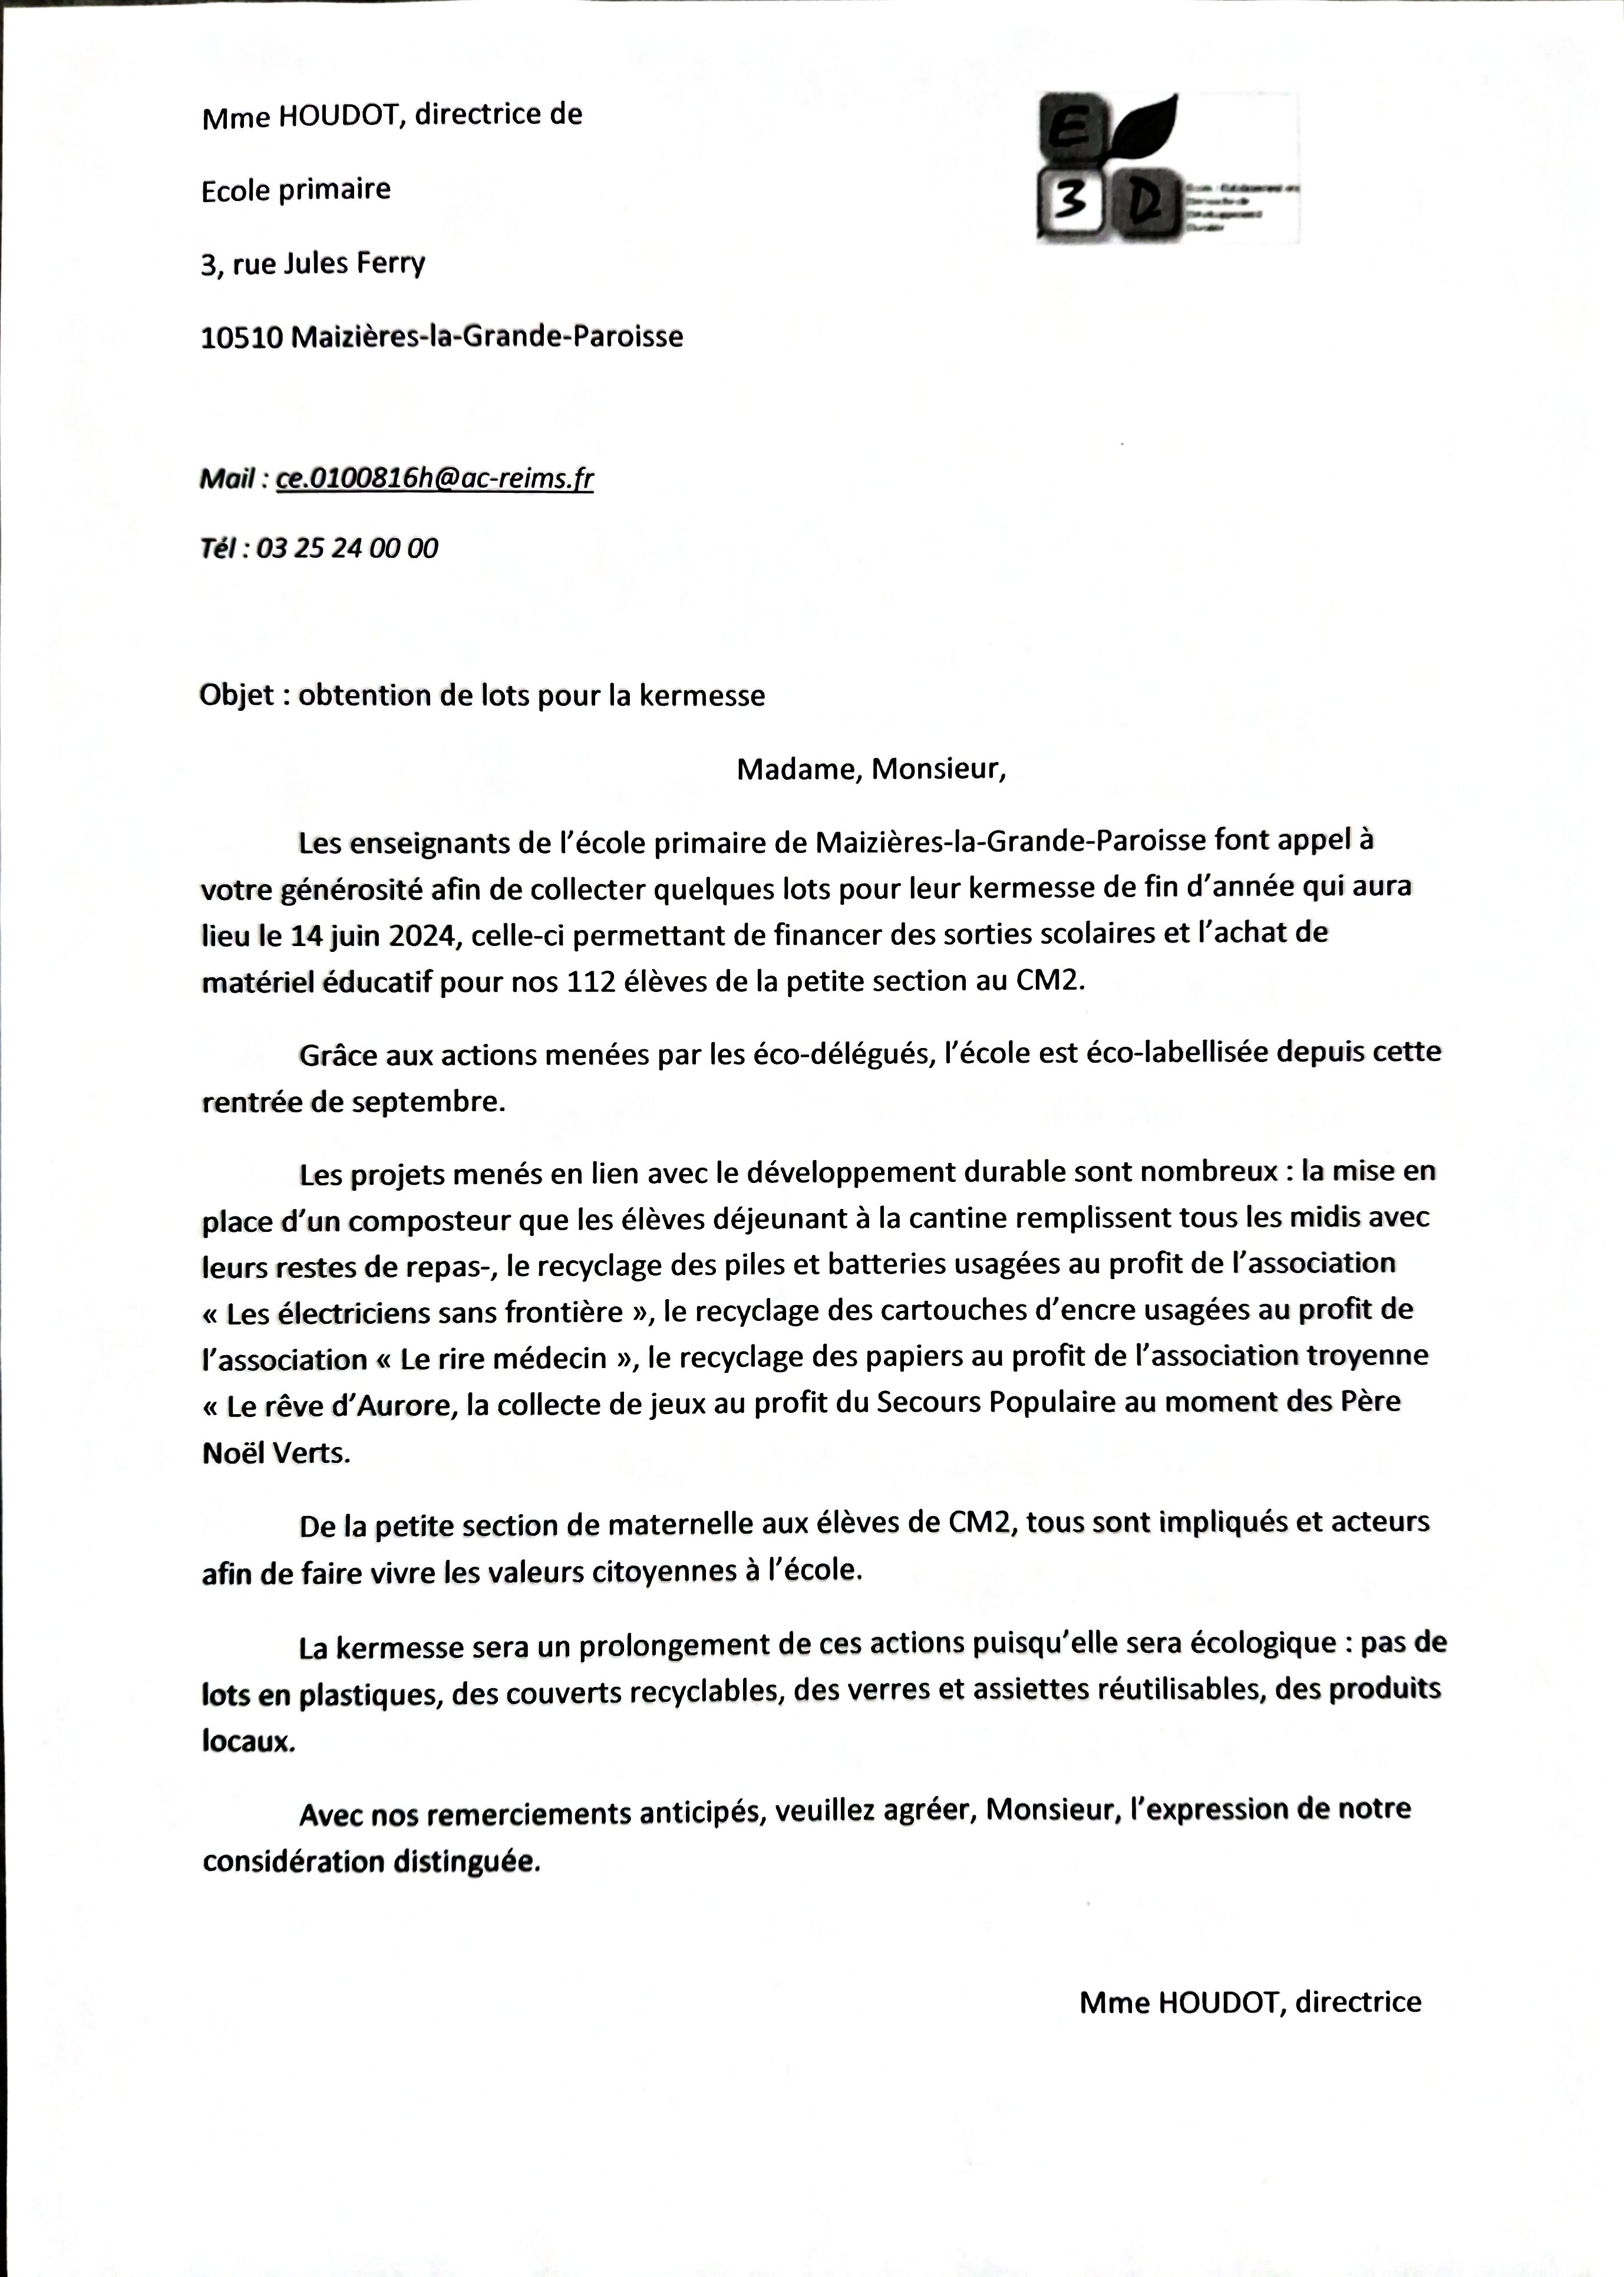 Mme HOUDOT, directrice de
E
Ecole primaire
3 D
3, rue Jules Ferry
10510 Maizières-la-Grande-Paroisse
Mail : ce.0100816h@ac-reims.fr
Tél : 03 25 24 00 00
Objet : obtention de lots pour la kermesse
Madame, Monsieur,
Les enseignants de l'école primaire de Maizières-la-Grande-Paroisse font appel à
votre générosité afin de collecter quelques lots pour leur kermesse de fin d'année qui aura
lieu le 14 juin 2024, celle-ci permettant de financer des sorties scolaires et l'achat de
matériel éducatif pour nos 112 élèves de la petite section au CM2.
Grâce aux actions menées par les éco-délégués, l'école est éco-labellisée depuis cette
rentrée de septembre.
Les projets menés en lien avec le développement durable sont nombreux : la mise en
place d'un composteur que les élèves déjeunant à la cantine remplissent tous les midis avec
leurs restes de repas-, le recyclage des piles et batteries usagées au profit de l'association
« Les électriciens sans frontière », le recyclage des cartouches d'encre usagées au profit de
l'association « Le rire médecin », le recyclage des papiers au profit de l'association troyenne
« Le rêve d'Aurore, la collecte de jeux au profit du Secours Populaire au moment des Père
Noël Verts.
De la petite section de maternelle aux élèves de CM2, tous sont impliqués et acteurs
afin de faire vivre les valeurs citoyennes à l'école.
La kermesse sera un prolongement de ces actions puisqu'elle sera écologique : pas de
lots en plastiques, des couverts recyclables, des verres et assiettes réutilisables, des produits
locaux.
Avec nos remerciements anticipés, veuillez agréer, Monsieur, l'expression de notre
considération distinguée.
Mme HOUDOT, directrice